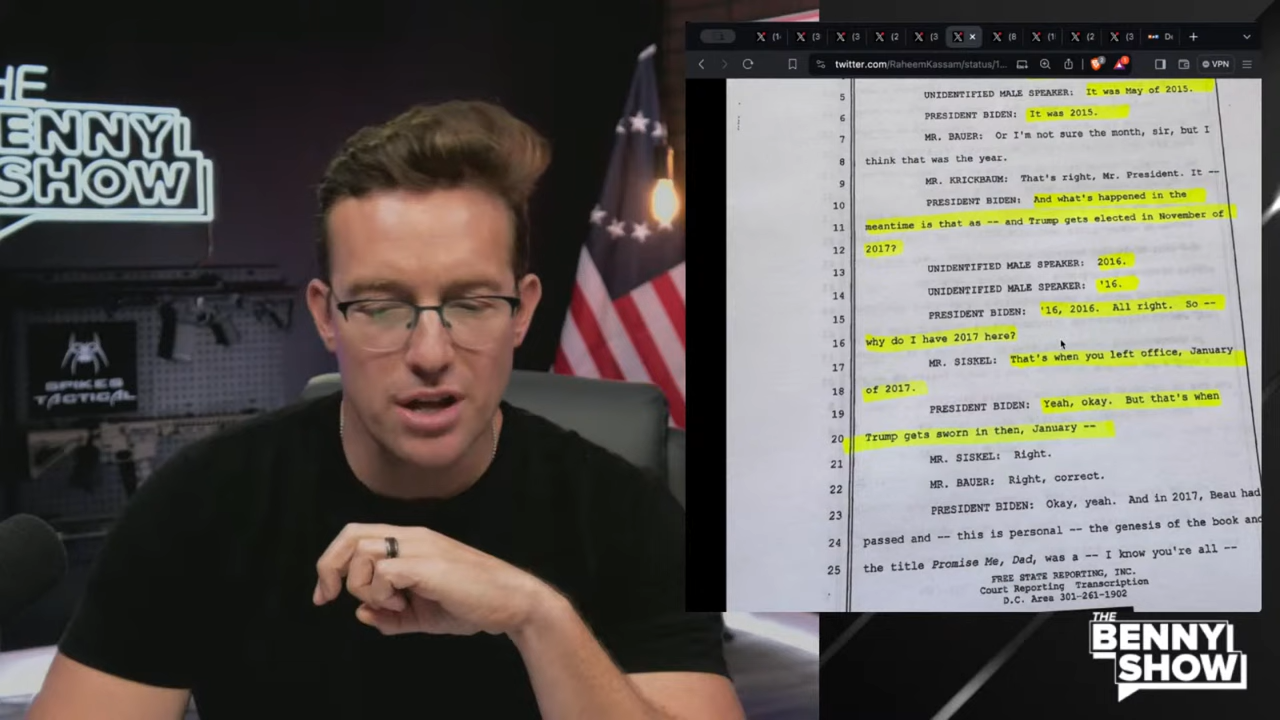 THE
BENNY
SHOW
SPIKES
TACTICAL
twitter.com/RaheemKassam/status/1...
VPN
5 UNIDENTIFIED MALE SPEAKER: It was May of 2015.
6 PRESIDENT BIDEN: It was 2015.
7 MR. BAUER: Or I'm not sure the month, sir, but I
8 think that was the year.
9 MR. KRICKBAUM: That's right, Mr. President. It --
10 PRESIDENT BIDEN: And what's happened in the
11 meantime is that as -- and Trump gets elected in November of
12 2017?
13 UNIDENTIFIED MALE SPEAKER: 2016.
14 UNIDENTIFIED MALE SPEAKER: '16.
15 PRESIDENT BIDEN: '16, 2016. All right. So --
16 why do I have 2017 here?
17 MR. SISKEL: That's when you left office, January
18 of 2017.
19 PRESIDENT BIDEN: Yeah, okay. But that's when
20 Trump gets sworn in then, January --
21 MR. SISKEL: Right.
22 MR. BAUER: Right, correct.
23 PRESIDENT BIDEN: Okay, yeah. And in 2017, Beau had
24 passed and -- this is personal -- the genesis of the book and
25 the title Promise Me, Dad, was a -- I know you're all --
FREE STATE REPORTING, INC.
Court Reporting Transcription
D.C. Area 301-261-1902
THE
BENNY
SHOW